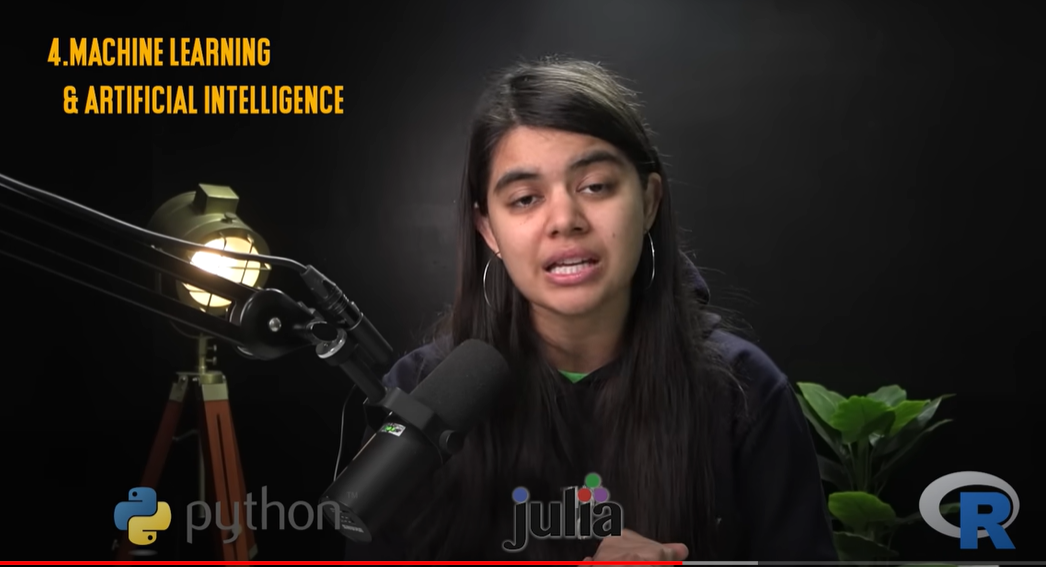 4.MACHINE LEARNING
& ARTIFICIAL INTELLIGENCE
python
julia
R